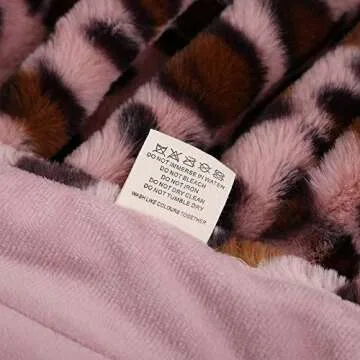 DO NOT IMMERSE IN WATER
DO NOT BLEACH
DO NOT IRON
DO NOT DRY CLEAN
DO NOT TUMBLE DRY
WASH LIKE COLOURS TOGETHER